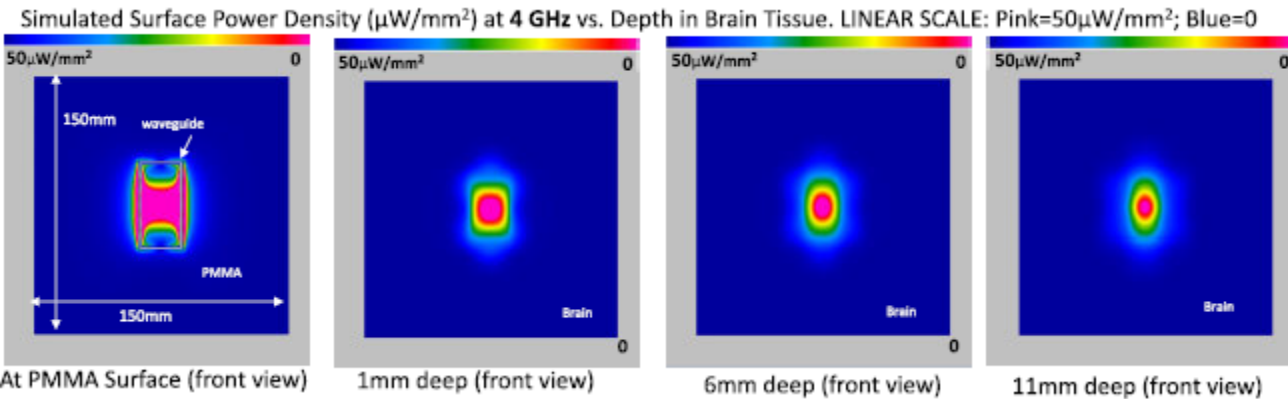 Simulated Surface Power Density (μW/mm²) at 4 GHz vs. Depth in Brain Tissue. LINEAR SCALE: Pink=50μW/mm²; Blue=0
50μW/mm² 0
150mm
waveguide
PMMA
150mm
At PMMA Surface (front view)
50μW/mm² 0
Brain
0
1mm deep (front view)
50μW/mm² 0
Brain
0
6mm deep (front view)
50μW/mm² 0
Brain
11mm deep (front view)